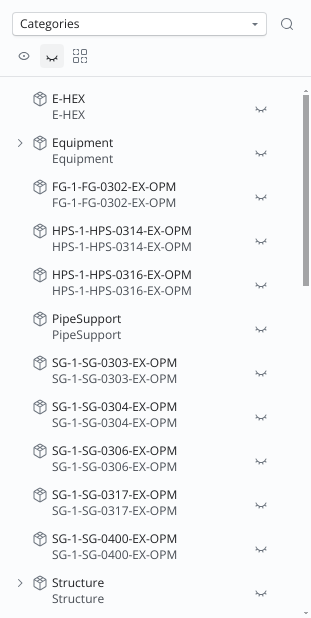 Categories
E-HEX
E-HEX
Equipment
Equipment
FG-1-FG-0302-EX-OPM
FG-1-FG-0302-EX-OPM
HPS-1-HPS-0314-EX-OPM
HPS-1-HPS-0314-EX-OPM
HPS-1-HPS-0316-EX-OPM
HPS-1-HPS-0316-EX-OPM
PipeSupport
PipeSupport
SG-1-SG-0303-EX-OPM
SG-1-SG-0303-EX-OPM
SG-1-SG-0304-EX-OPM
SG-1-SG-0304-EX-OPM
SG-1-SG-0306-EX-OPM
SG-1-SG-0306-EX-OPM
SG-1-SG-0317-EX-OPM
SG-1-SG-0317-EX-OPM
SG-1-SG-0400-EX-OPM
SG-1-SG-0400-EX-OPM
Structure
Structure